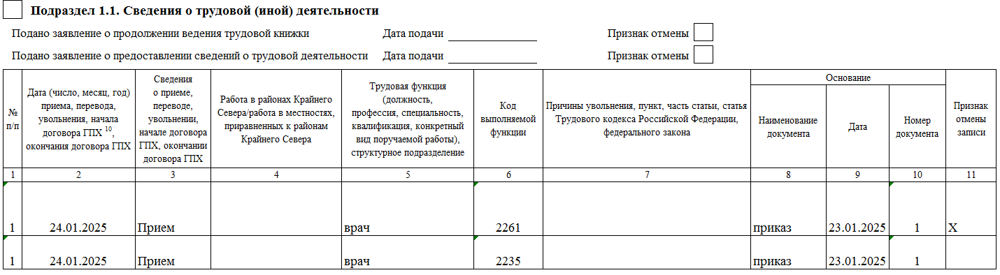 Подраздел 1.1. Сведения о трудовой (иной) деятельности
Подано заявление о продолжении ведения трудовой книжки Дата подачи Признак отмены
Подано заявление о предоставлении сведений о трудовой деятельности Дата подачи Признак отмены
№
п/п
Дата (число, месяц, год)
приема, перевода,
увольнения, начала
договора ГПХ 10,
окончания договора ГПХ
Сведения
о приеме,
переводе,
увольнении,
начале договора
ГПХ, окончании
договора ГПХ
Работа в районах Крайнего
Севера/работа в местностях,
приравненных к районам
Крайнего Севера
Трудовая функция
(должность,
профессия, специальность,
квалификация, конкретный
вид поручаемой работы),
структурное подразделение
Код
выполняемой
функции
Причины увольнения, пункт, часть статьи, статья
Трудового кодекса Российской Федерации,
федерального закона
Основание
Наименование
документа
Дата
Номер
документа
Признак
отмены
записи
1 2 3 4 5 6 7 8 9 10 11
1 24.01.2025 Прием врач 2261 приказ 23.01.2025 1 X
1 24.01.2025 Прием врач 2235 приказ 23.01.2025 1